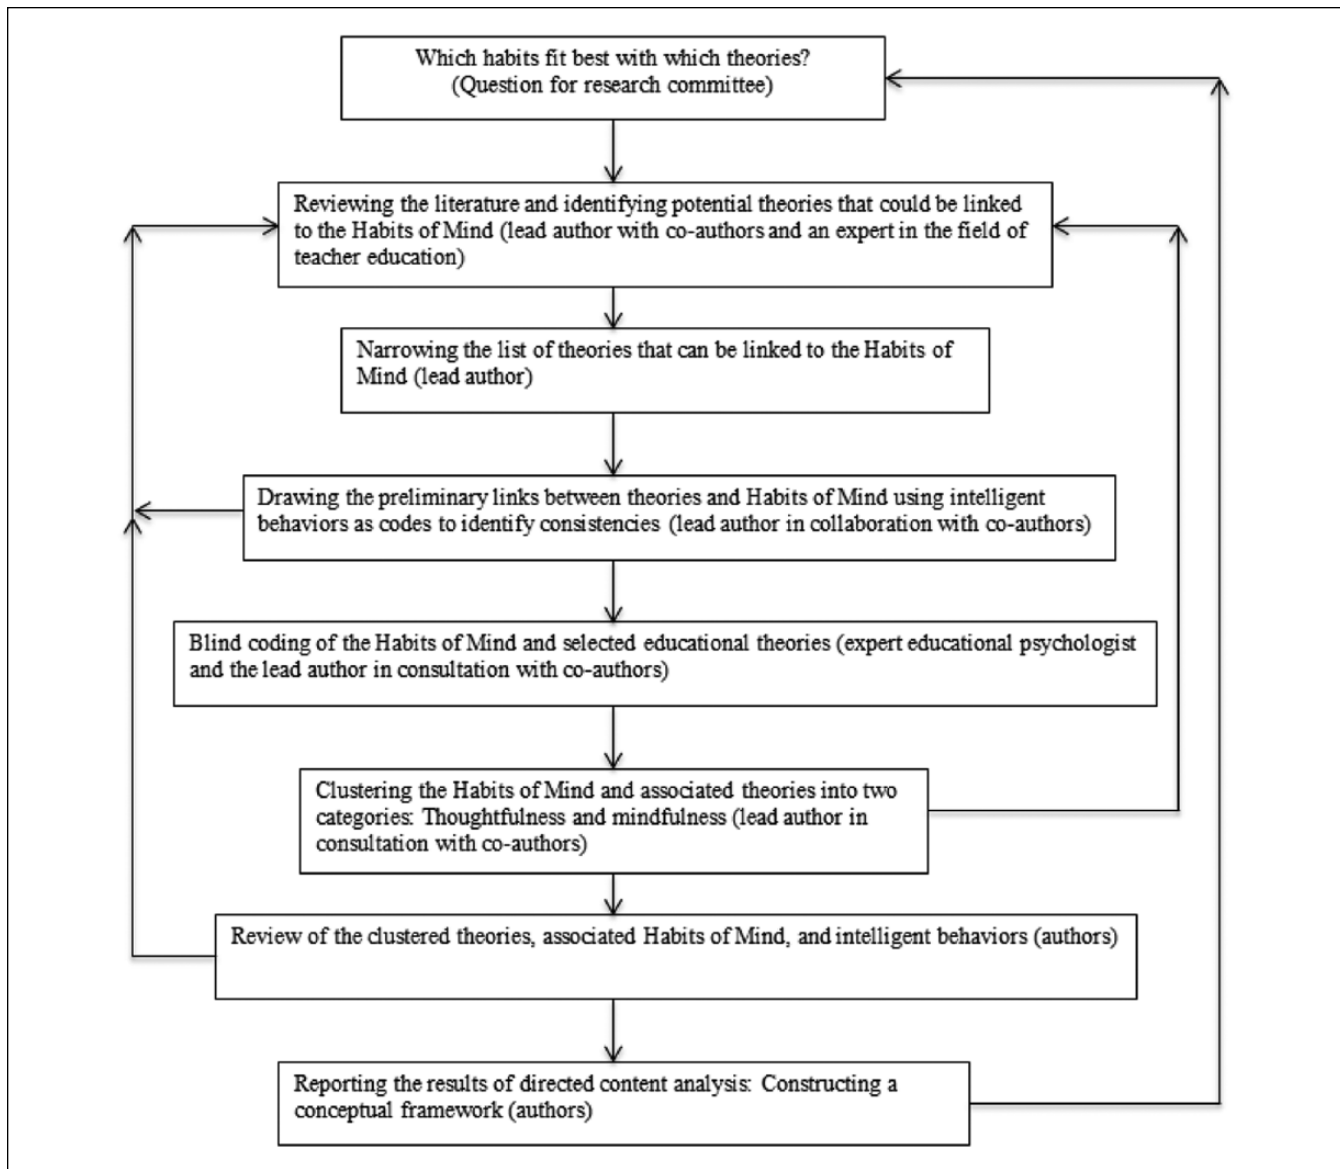 Which habits fit best with which theories?
(Question for research committee)
Reviewing the literature and identifying potential theories that could be linked
to the Habits of Mind (lead author with co-authors and an expert in the field of
teacher education)
Narrowing the list of theories that can be linked to the Habits of
Mind (lead author)
Drawing the preliminary links between theories and Habits of Mind using intelligent
behaviors as codes to identify consistencies (lead author in collaboration with co-authors)
Blind coding of the Habits of Mind and selected educational theories (expert educational psychologist
and the lead author in consultation with co-authors)
Clustering the Habits of Mind and associated theories into two
categories: Thoughtfulness and mindfulness (lead author in
consultation with co-authors)
Review of the clustered theories, associated Habits of Mind, and intelligent behaviors (authors)
Reporting the results of directed content analysis: Constructing a
conceptual framework (authors)